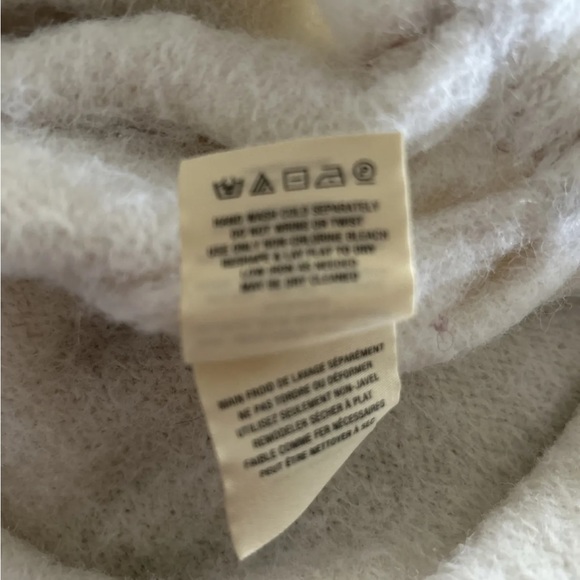 HAND WASH COLD SEPARATELY
DO NOT WRING OR TWIST
USE ONLY NON-CHLORINE BLEACH
RESHAPE & LAY FLAT TO DRY
LOW IRON AS NEEDED
MAY BE DRY CLEANED
MAIN FROID DE LAVAGE SÉPARÉMENT
NE PAS TORDRE OU DÉFORMER
UTILISEZ SEULEMENT NON-JAVEL
REMODELER SÉCHER À PLAT
FAIBLE COMME FER NÉCESSAIRES
PEUT ÊTRE NETTOYER À SEC